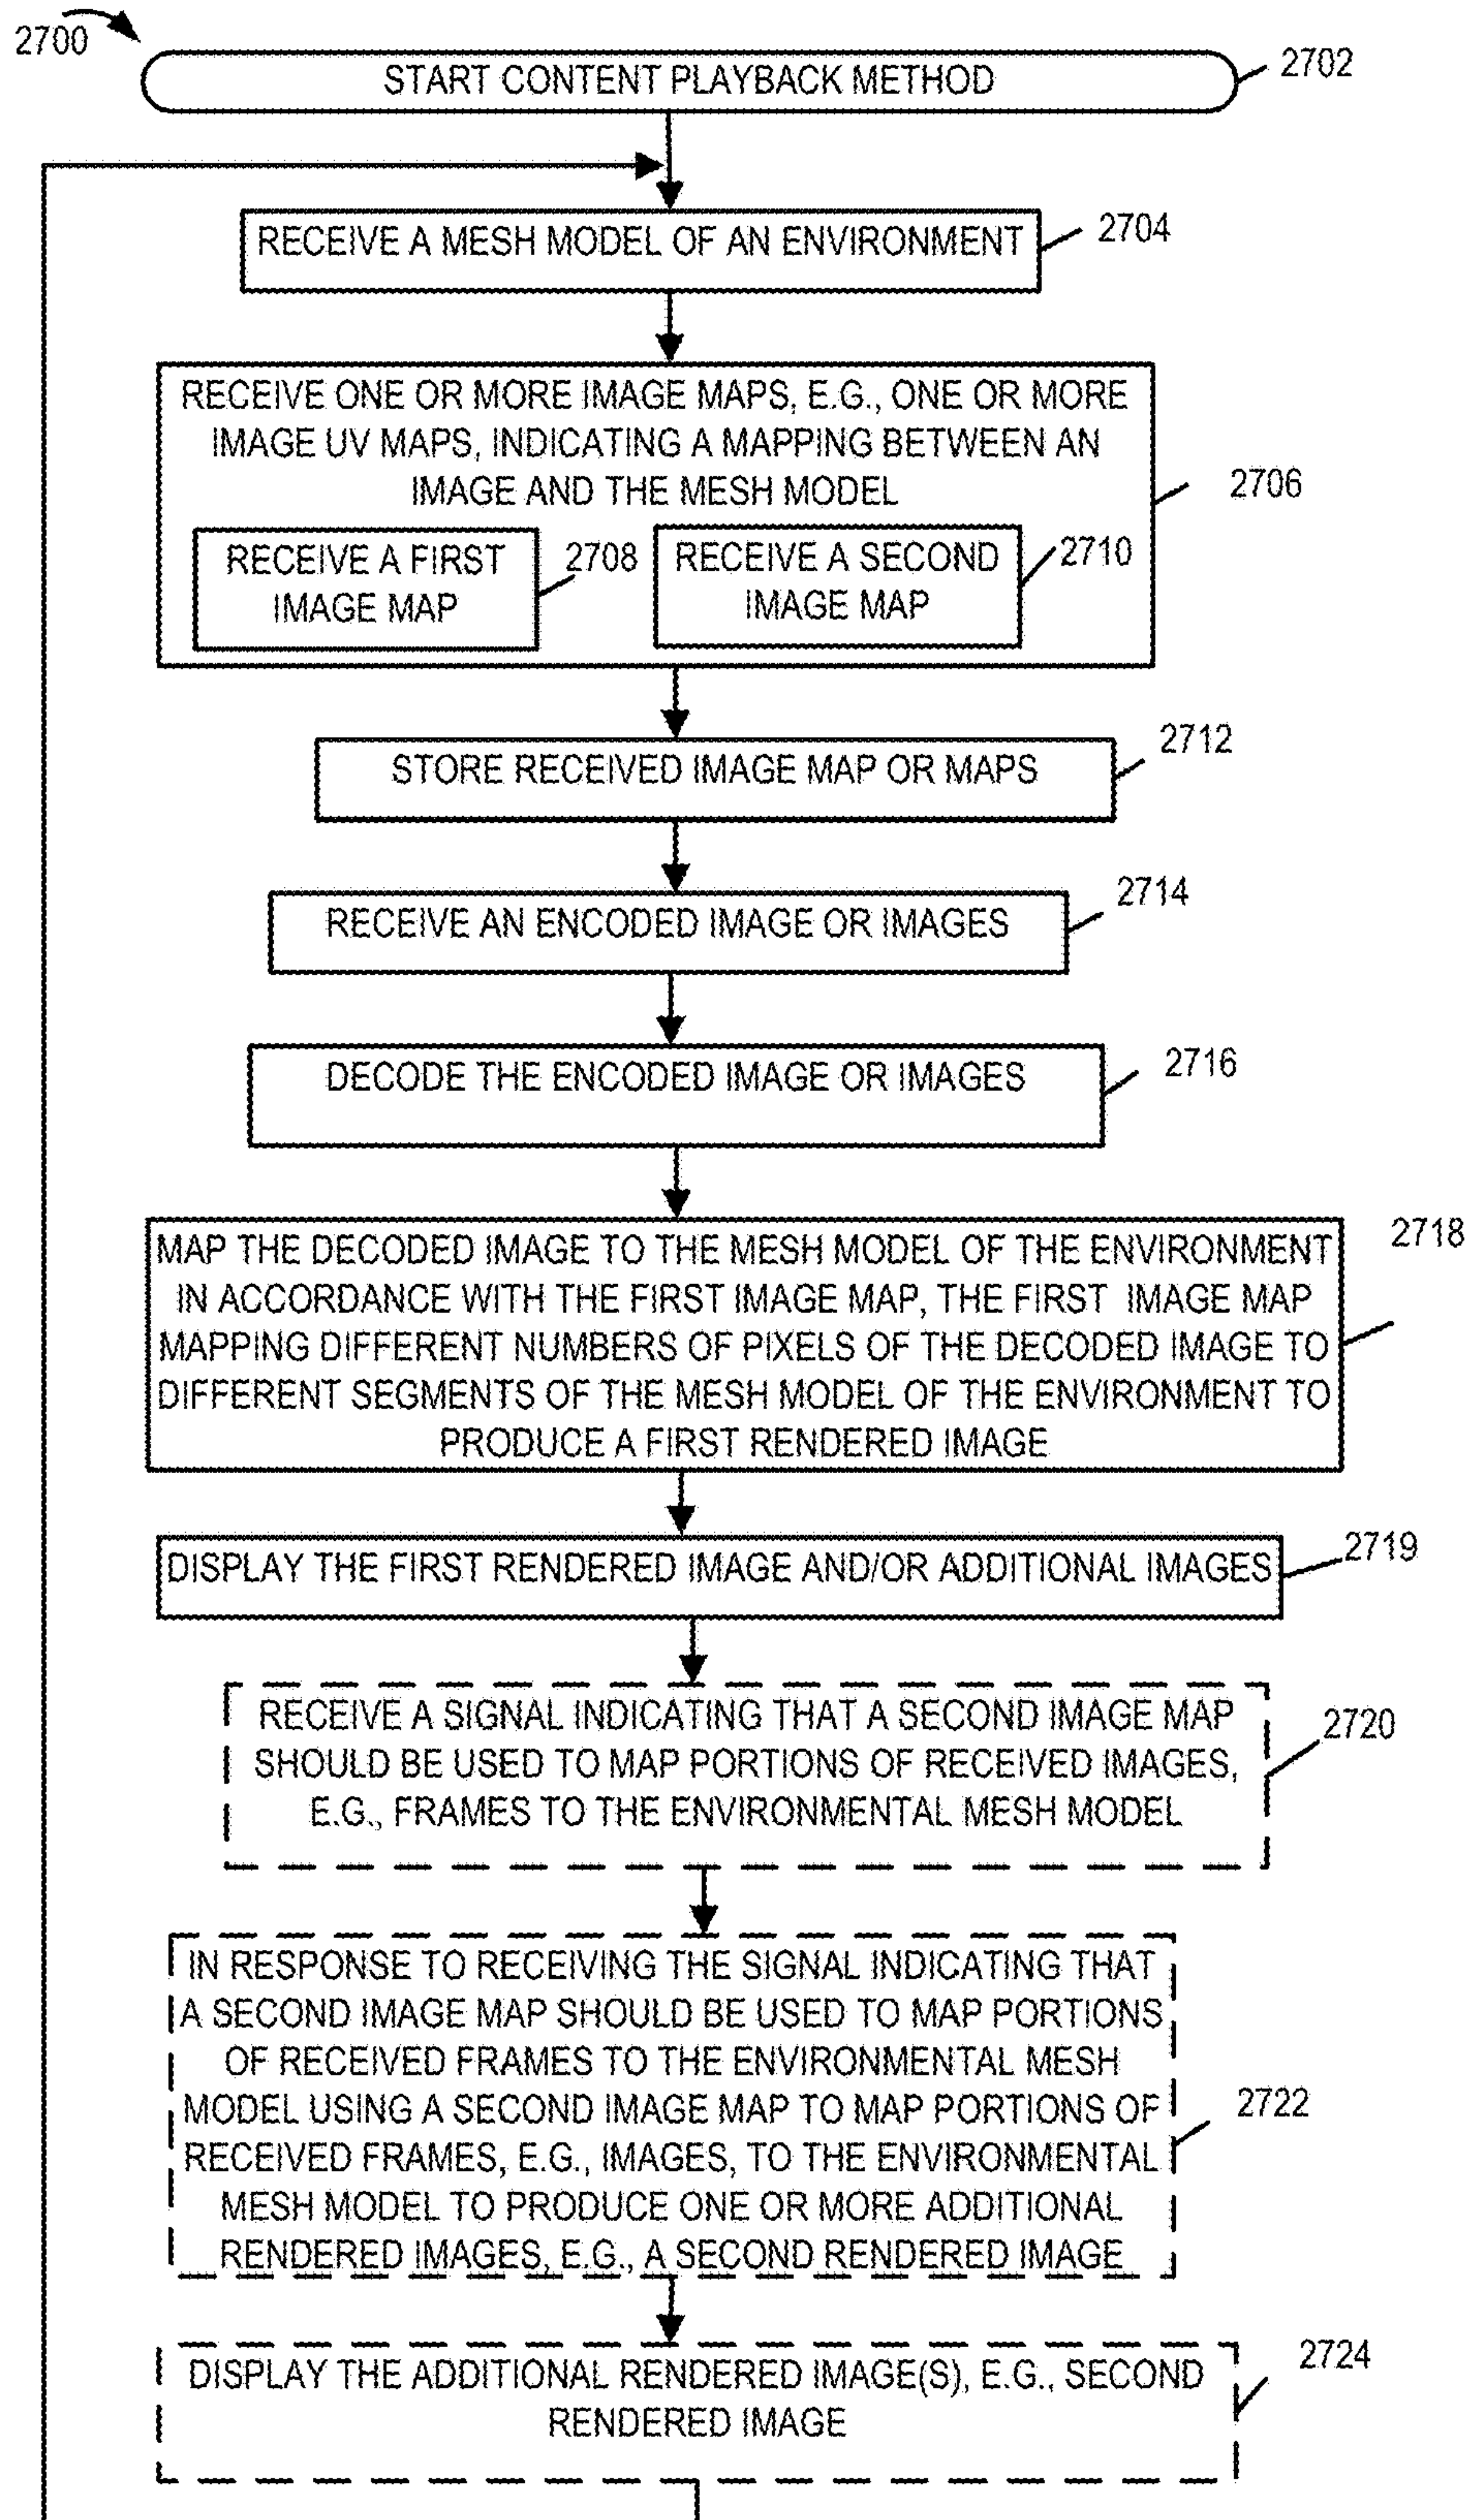 2700
START CONTENT PLAYBACK METHOD
2702
RECEIVE A MESH MODEL OF AN ENVIRONMENT
2704
RECEIVE ONE OR MORE IMAGE MAPS, E.G., ONE OR MORE
IMAGE UV MAPS, INDICATING A MAPPING BETWEEN AN
IMAGE AND THE MESH MODEL
2706
RECEIVE A FIRST
IMAGE MAP
2708
RECEIVE A SECOND
IMAGE MAP
2710
STORE RECEIVED IMAGE MAP OR MAPS
2712
RECEIVE AN ENCODED IMAGE OR IMAGES
2714
DECODE THE ENCODED IMAGE OR IMAGES
2716
MAP THE DECODED IMAGE TO THE MESH MODEL OF THE ENVIRONMENT
IN ACCORDANCE WITH THE FIRST IMAGE MAP, THE FIRST IMAGE MAP
MAPPING DIFFERENT NUMBERS OF PIXELS OF THE DECODED IMAGE TO
DIFFERENT SEGMENTS OF THE MESH MODEL OF THE ENVIRONMENT TO
PRODUCE A FIRST RENDERED IMAGE
2718
DISPLAY THE FIRST RENDERED IMAGE AND/OR ADDITIONAL IMAGES
2719
RECEIVE A SIGNAL INDICATING THAT A SECOND IMAGE MAP
SHOULD BE USED TO MAP PORTIONS OF RECEIVED IMAGES,
E.G., FRAMES TO THE ENVIRONMENTAL MESH MODEL
2720
IN RESPONSE TO RECEIVING THE SIGNAL INDICATING THAT
A SECOND IMAGE MAP SHOULD BE USED TO MAP PORTIONS
OF RECEIVED FRAMES TO THE ENVIRONMENTAL MESH
MODEL USING A SECOND IMAGE MAP TO MAP PORTIONS OF
RECEIVED FRAMES, E.G., IMAGES, TO THE ENVIRONMENTAL
MESH MODEL TO PRODUCE ONE OR MORE ADDITIONAL
RENDERED IMAGES, E.G., A SECOND RENDERED IMAGE
2722
DISPLAY THE ADDITIONAL RENDERED IMAGE(S), E.G., SECOND
RENDERED IMAGE
2724